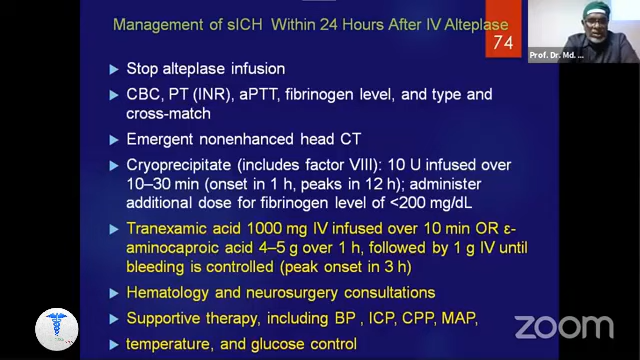 Management of sICH Within 24 Hours After IV Alteplase
74
Prof. Dr. Md. ...
Stop alteplase infusion
CBC, PT (INR), aPTT, fibrinogen level, and type and
cross-match
Emergent nonenhanced head CT
Cryoprecipitate (includes factor VIII): 10 U infused over
10–30 min (onset in 1 h, peaks in 12 h); administer
additional dose for fibrinogen level of <200 mg/dL
Tranexamic acid 1000 mg IV infused over 10 min OR ε-
aminocaproic acid 4–5 g over 1 h, followed by 1 g IV until
bleeding is controlled (peak onset in 3 h)
Hematology and neurosurgery consultations
Supportive therapy, including BP , ICP, CPP, MAP,
temperature, and glucose control
zoom